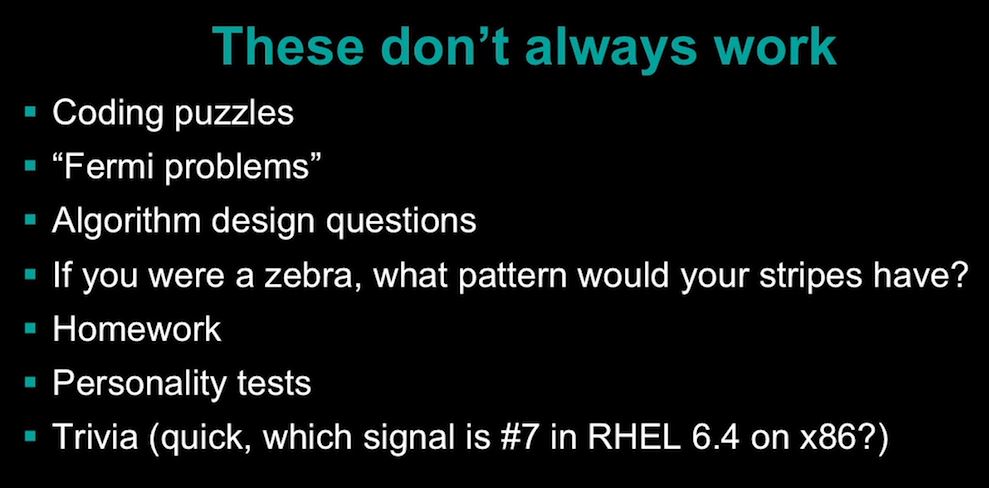 These don’t always work
▪ Coding puzzles
▪ “Fermi problems”
▪ Algorithm design questions
▪ If you were a zebra, what pattern would your stripes have?
▪ Homework
▪ Personality tests
▪ Trivia (quick, which signal is #7 in RHEL 6.4 on x86?)